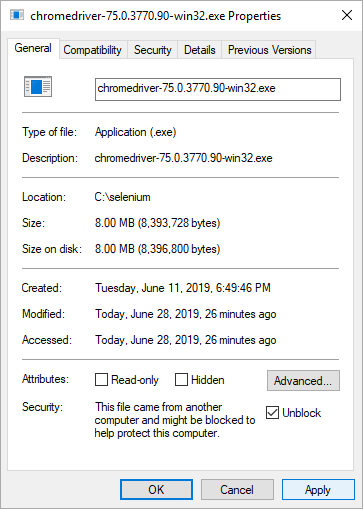 chromedriver-75.0.3770.90-win32.exe Properties
General Compatibility Security Details Previous Versions
chromedriver-75.0.3770.90-win32.exe
Type of file: Application (.exe)
Description: chromedriver-75.0.3770.90-win32.exe
Location: C:\selenium
Size: 8.00 MB (8,393,728 bytes)
Size on disk: 8.00 MB (8,396,800 bytes)
Created: Tuesday, June 11, 2019, 6:49:46 PM
Modified: Today, June 28, 2019, 26 minutes ago
Accessed: Today, June 28, 2019, 26 minutes ago
Attributes: Read-only Hidden Advanced...
Security: This file came from another
computer and might be blocked to
help protect this computer.
Unblock
OK Cancel Apply